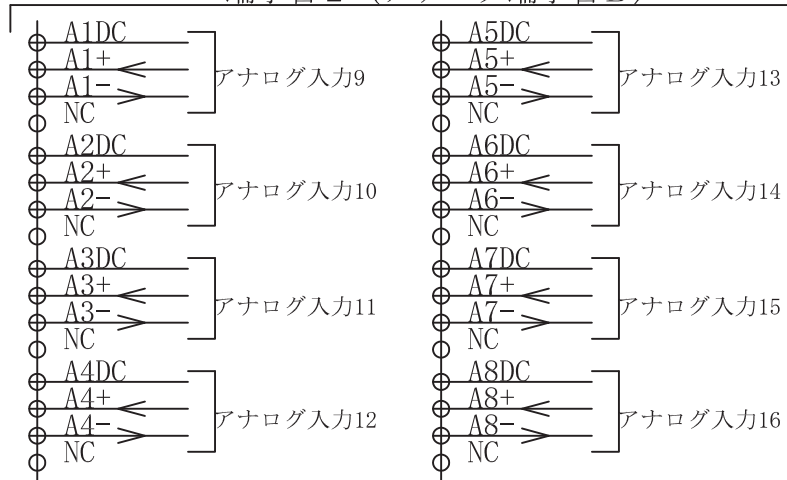 A1DC
A1+
A1-
NC
アナログ入力9
A2DC
A2+
A2-
NC
アナログ入力10
A3DC
A3+
A3-
NC
アナログ入力11
A4DC
A4+
A4-
NC
アナログ入力12
A5DC
A5+
A5-
NC
アナログ入力13
A6DC
A6+
A6-
NC
アナログ入力14
A7DC
A7+
A7-
NC
アナログ入力15
A8DC
A8+
A8-
NC
アナログ入力16